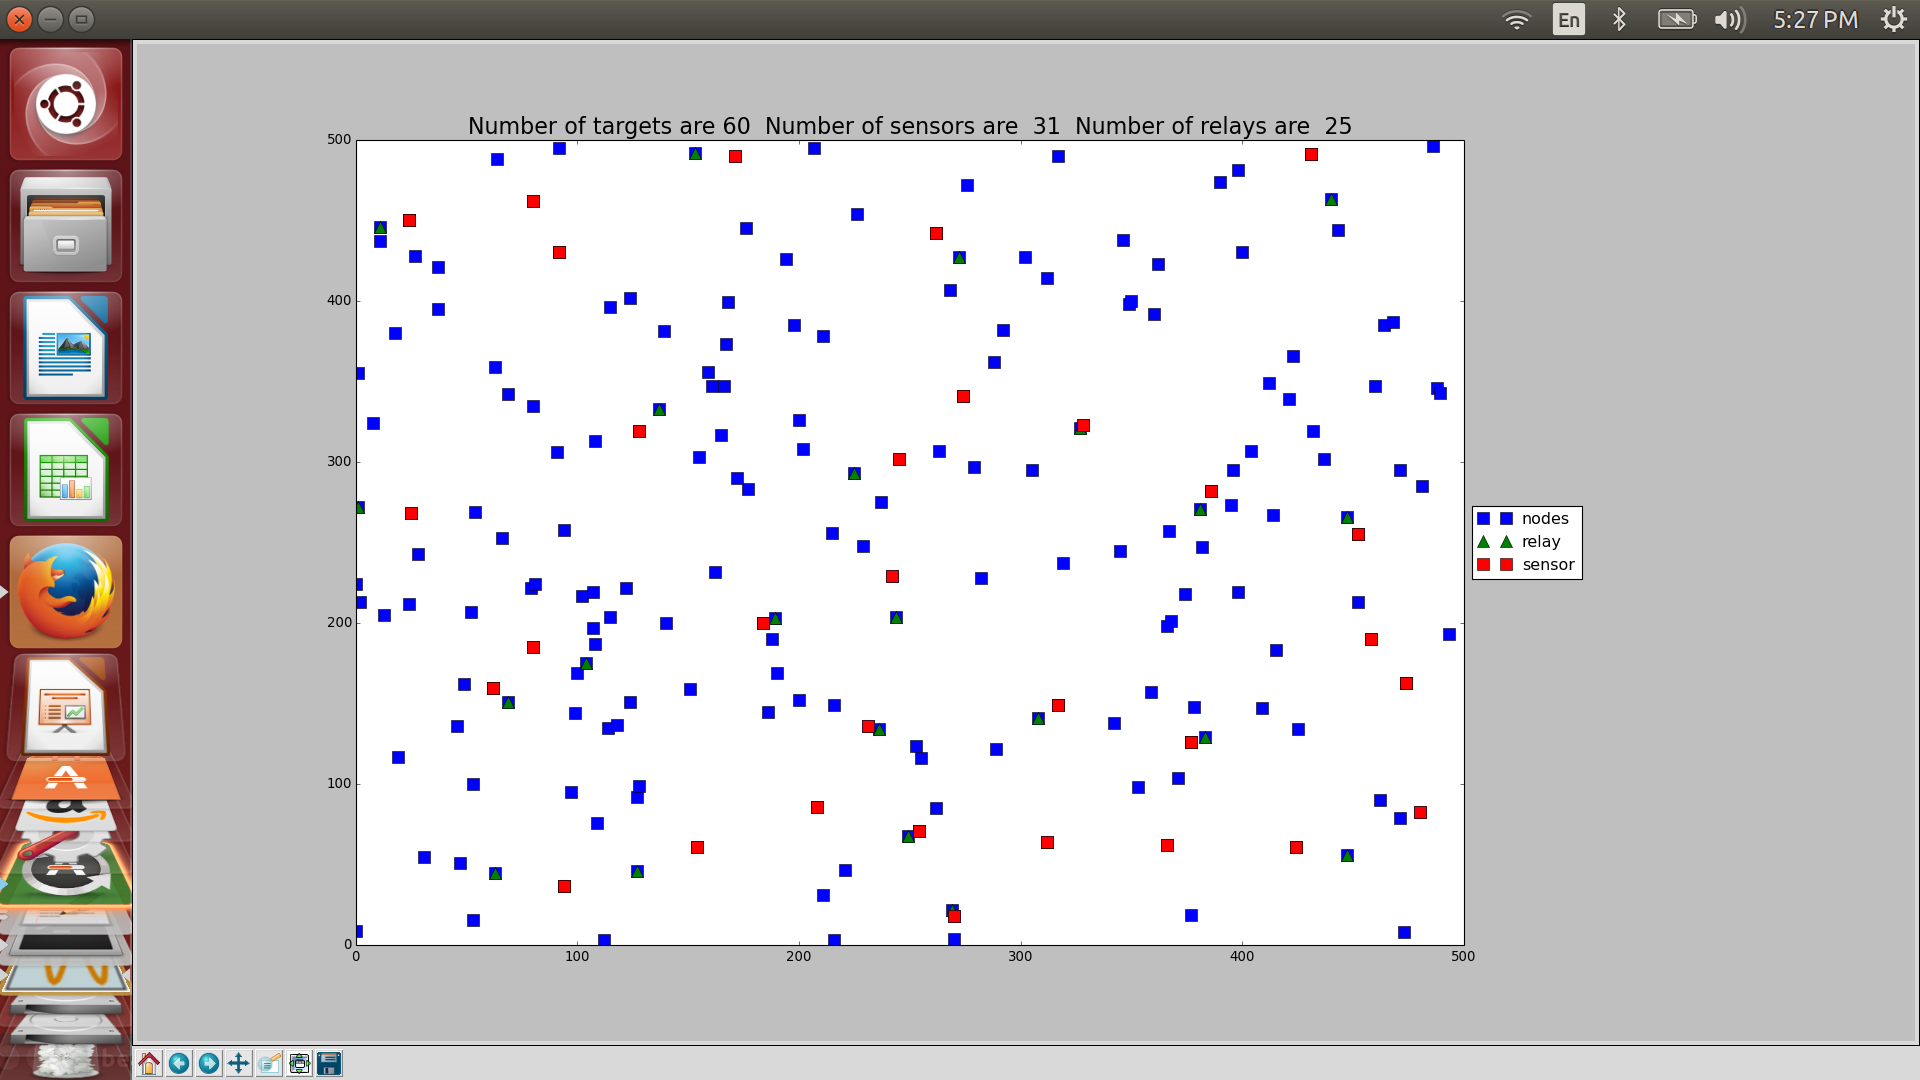 En 5:27 PM
Number of targets are 60 Number of sensors are 31 Number of relays are 25
500
400
300
200
100
0
0 100 200 300 400 500
nodes
relay
sensor